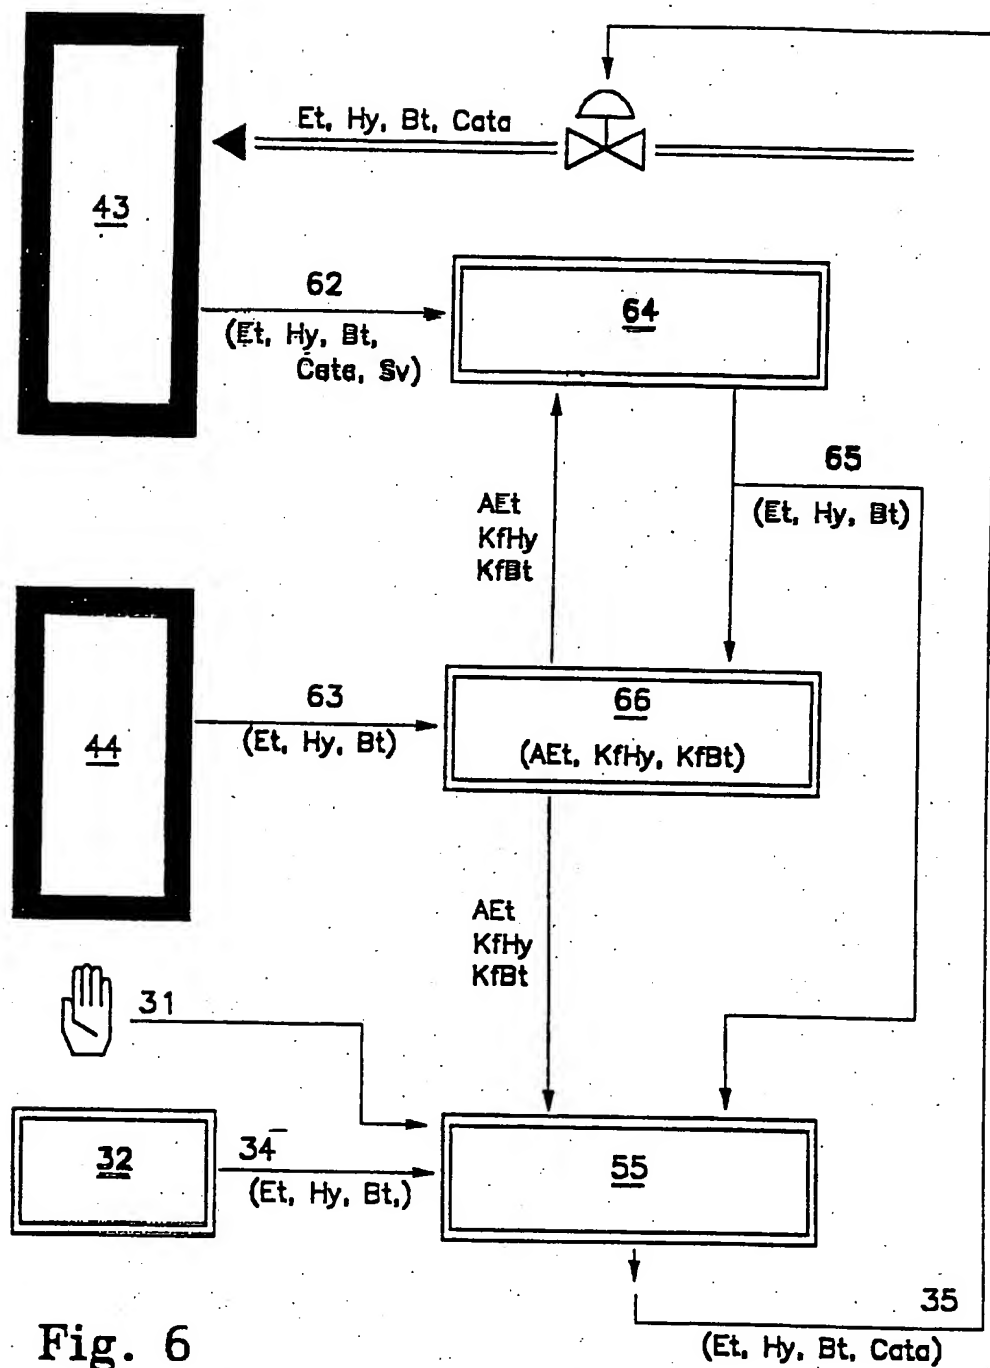 Et, Hy, Bt, Cata
43
62
(Et, Hy, Bt,
Cata, Sv)
64
65
(Et, Hy, Bt)
AEt
KfHy
KfBt
44
63
(Et, Hy, Bt)
66
(AEt, KfHy, KfBt)
AEt
KfHy
KfBt
31
32
34
(Et, Hy, Bt,)
55
35
(Et, Hy, Bt, Cata)
Fig. 6